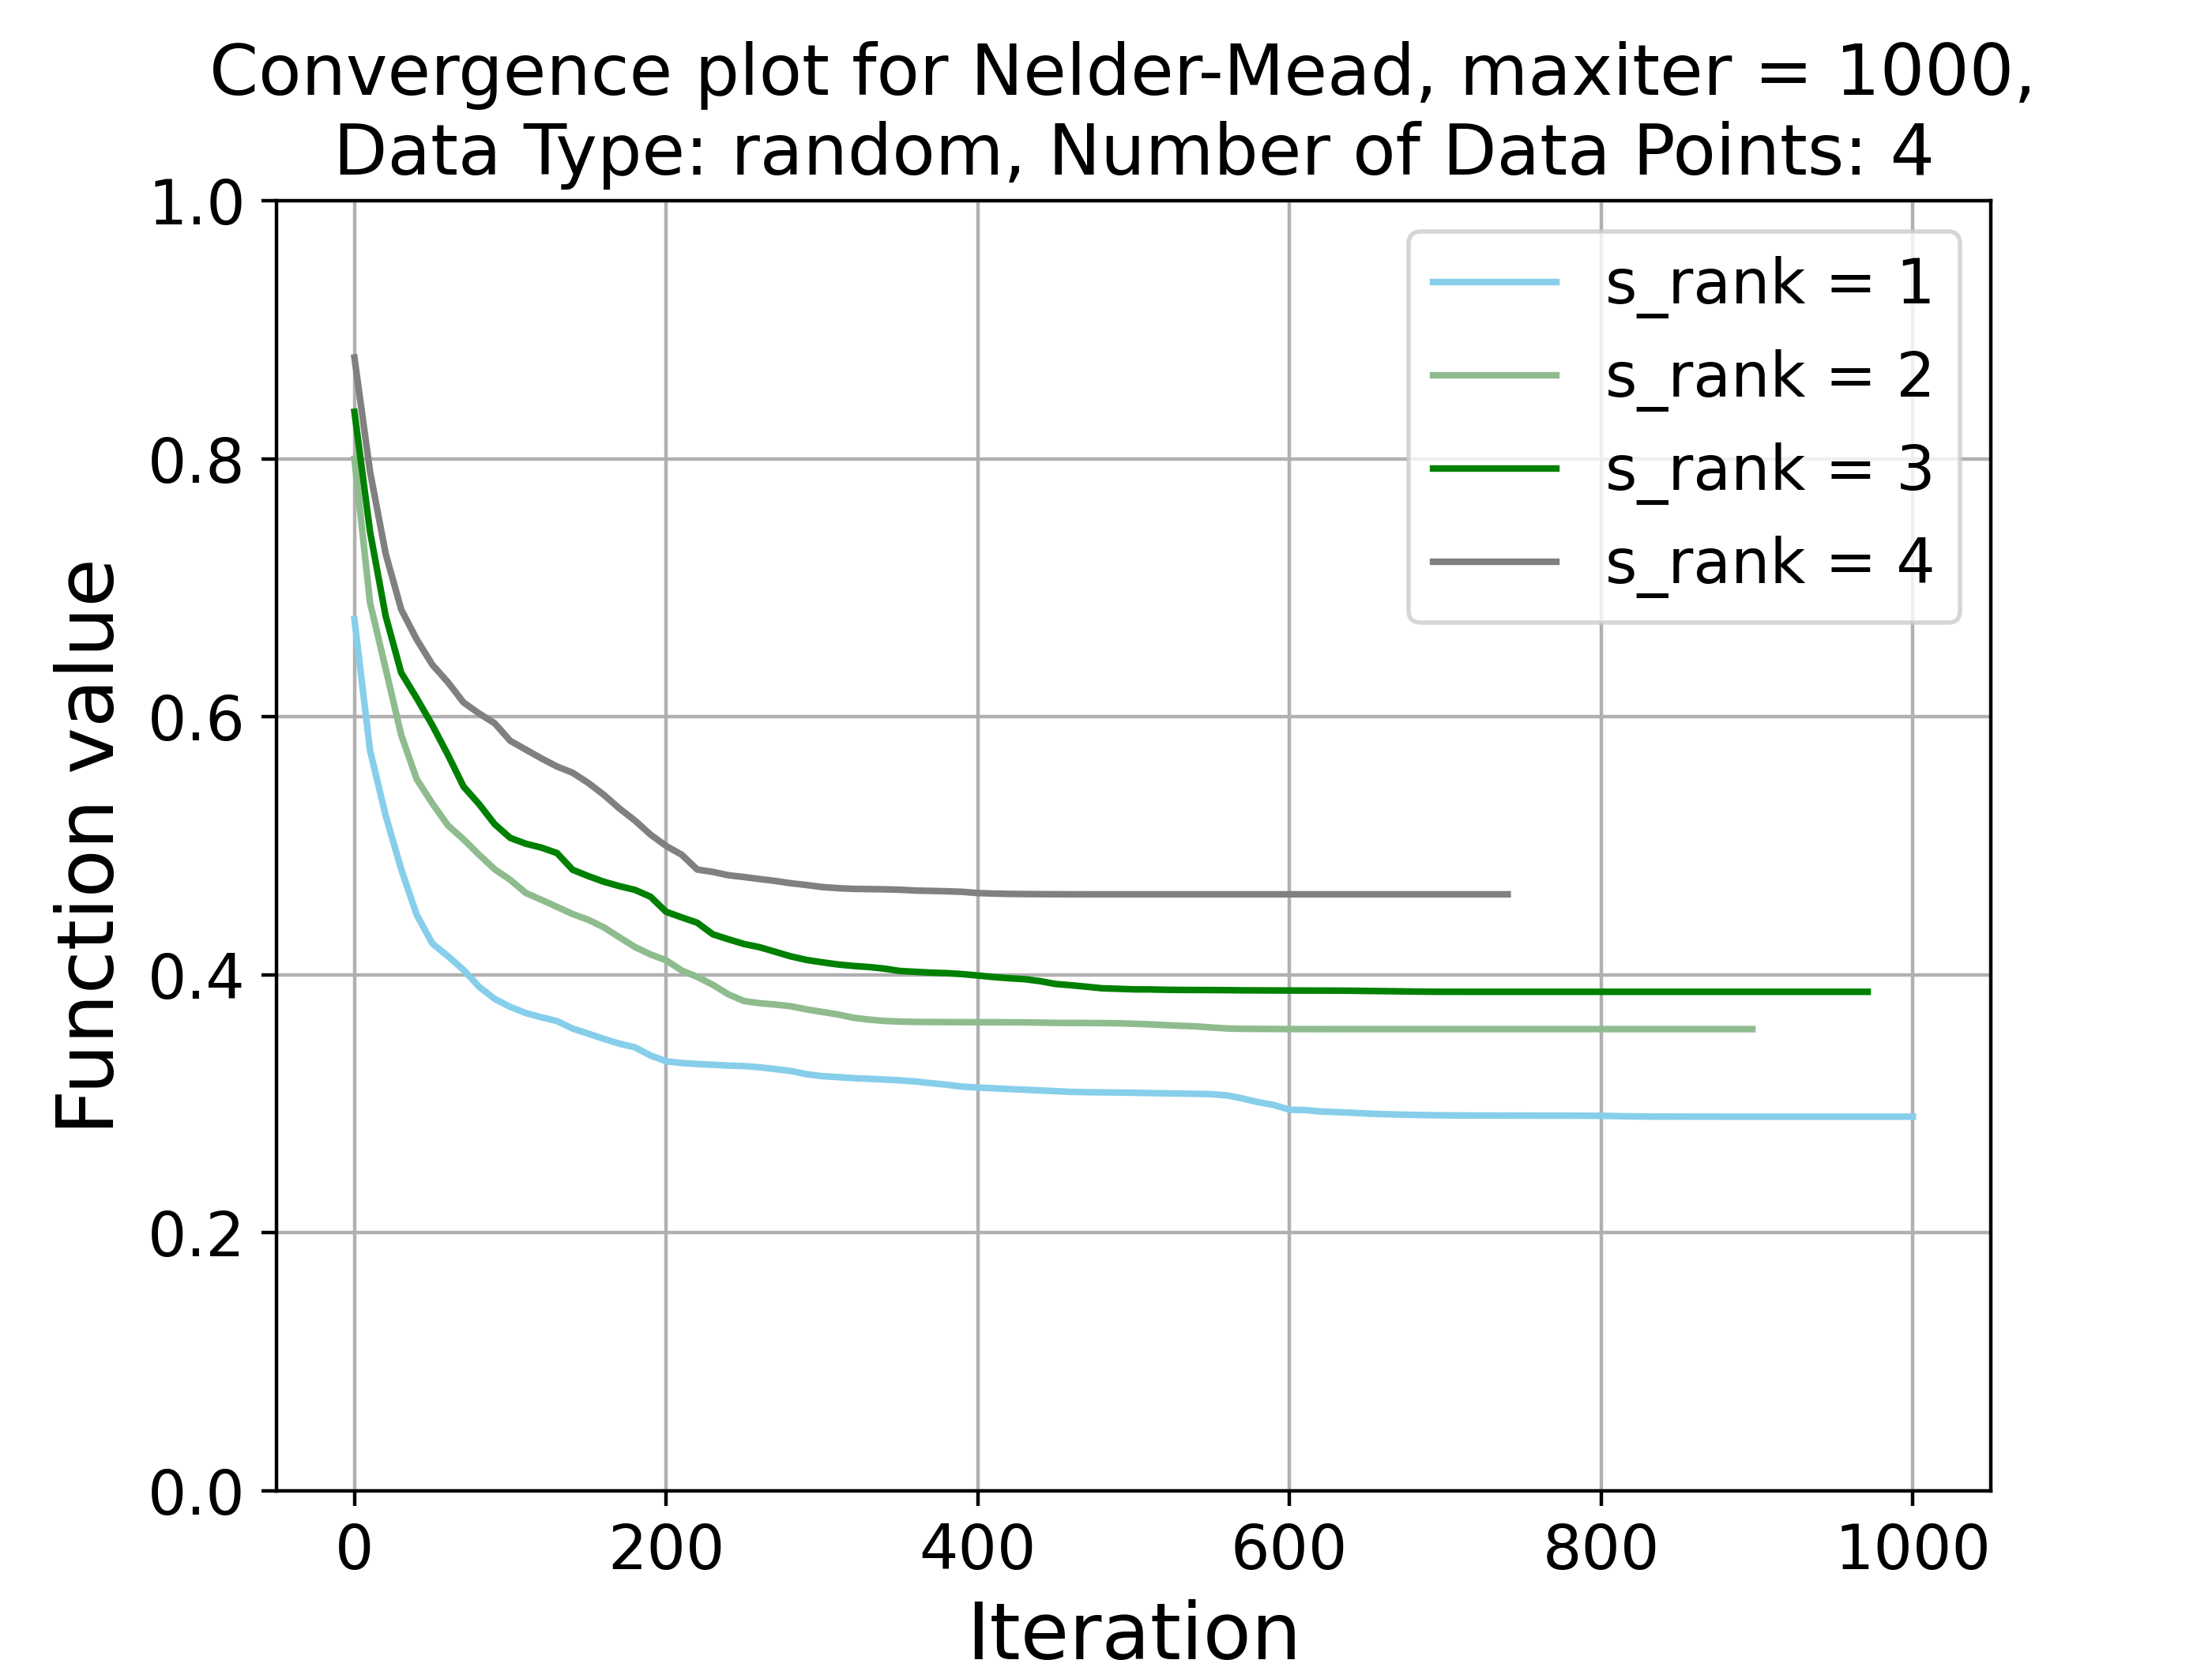 Convergence plot for Nelder-Mead, maxiter = 1000,
Data Type: random, Number of Data Points: 4
1.0
0.8
0.6
0.4
0.2
0.0
Function value
s_rank = 1
s_rank = 2
s_rank = 3
s_rank = 4
0 200 400 600 800 1000
Iteration